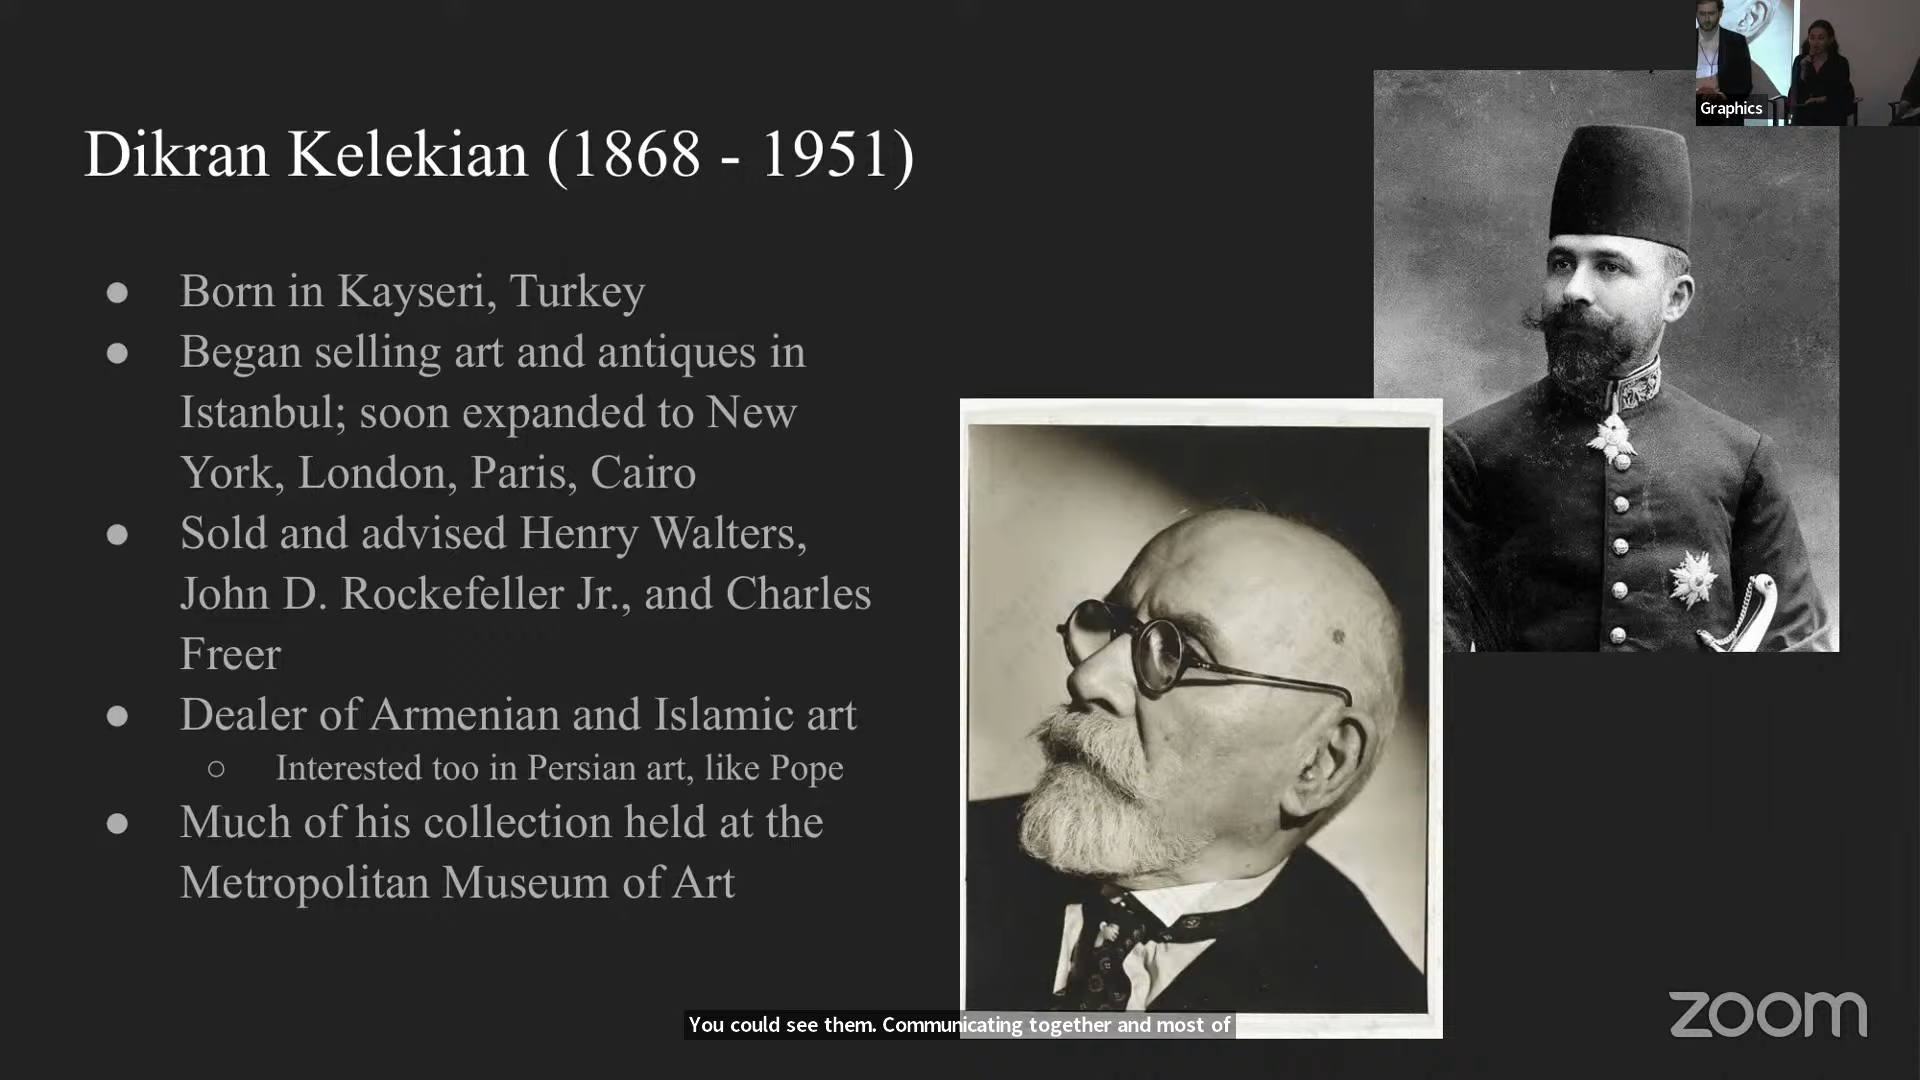 Graphics
Dikran Kelekian (1868 - 1951)
● Born in Kayseri, Turkey
● Began selling art and antiques in
Istanbul; soon expanded to New
York, London, Paris, Cairo
● Sold and advised Henry Walters,
John D. Rockefeller Jr., and Charles
Freer
● Dealer of Armenian and Islamic art
○ Interested too in Persian art, like Pope
● Much of his collection held at the
Metropolitan Museum of Art
You could see them. Communicating together and most of
zoom